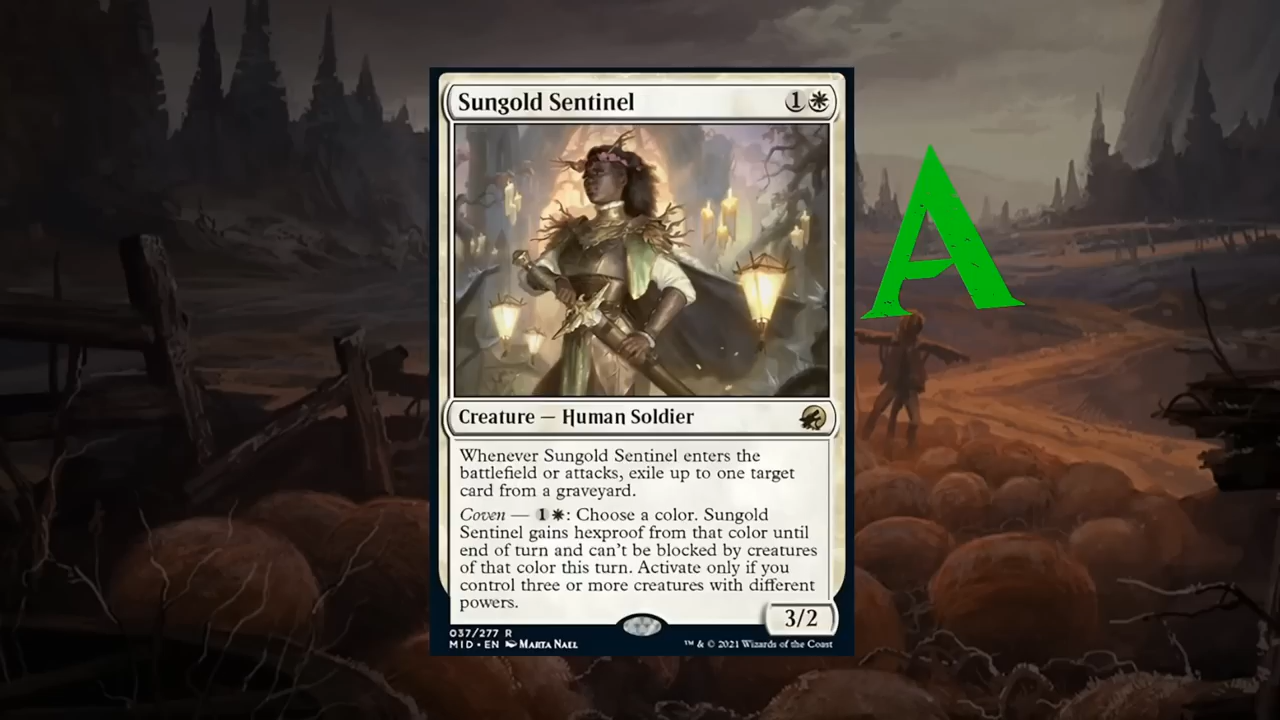 Sungold Sentinel
1
A
Creature — Human Soldier
Whenever Sungold Sentinel enters the
battlefield or attacks, exile up to one target
card from a graveyard.
Coven — 1 : Choose a color. Sungold
Sentinel gains hexproof from that color until
end of turn and can't be blocked by creatures
of that color this turn. Activate only if you
control three or more creatures with different
powers.
3/2
037/277 R
MID • EN Marta Nael
™ & © 2021 Wizards of the Coast